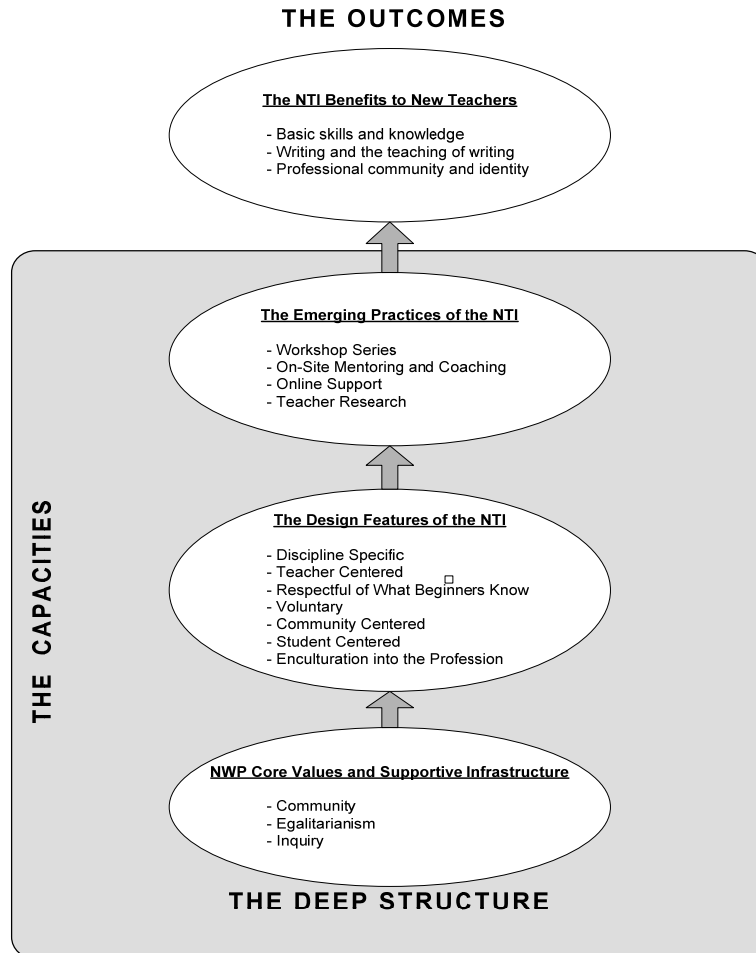 THE OUTCOMES
The NTI Benefits to New Teachers
- Basic skills and knowledge
- Writing and the teaching of writing
- Professional community and identity
The Emerging Practices of the NTI
- Workshop Series
- On-Site Mentoring and Coaching
- Online Support
- Teacher Research
THE CAPACITIES
The Design Features of the NTI
- Discipline Specific
- Teacher Centered
- Respectful of What Beginners Know
- Voluntary
- Community Centered
- Student Centered
- Enculturation into the Profession
NWP Core Values and Supportive Infrastructure
- Community
- Egalitarianism
- Inquiry
THE DEEP STRUCTURE